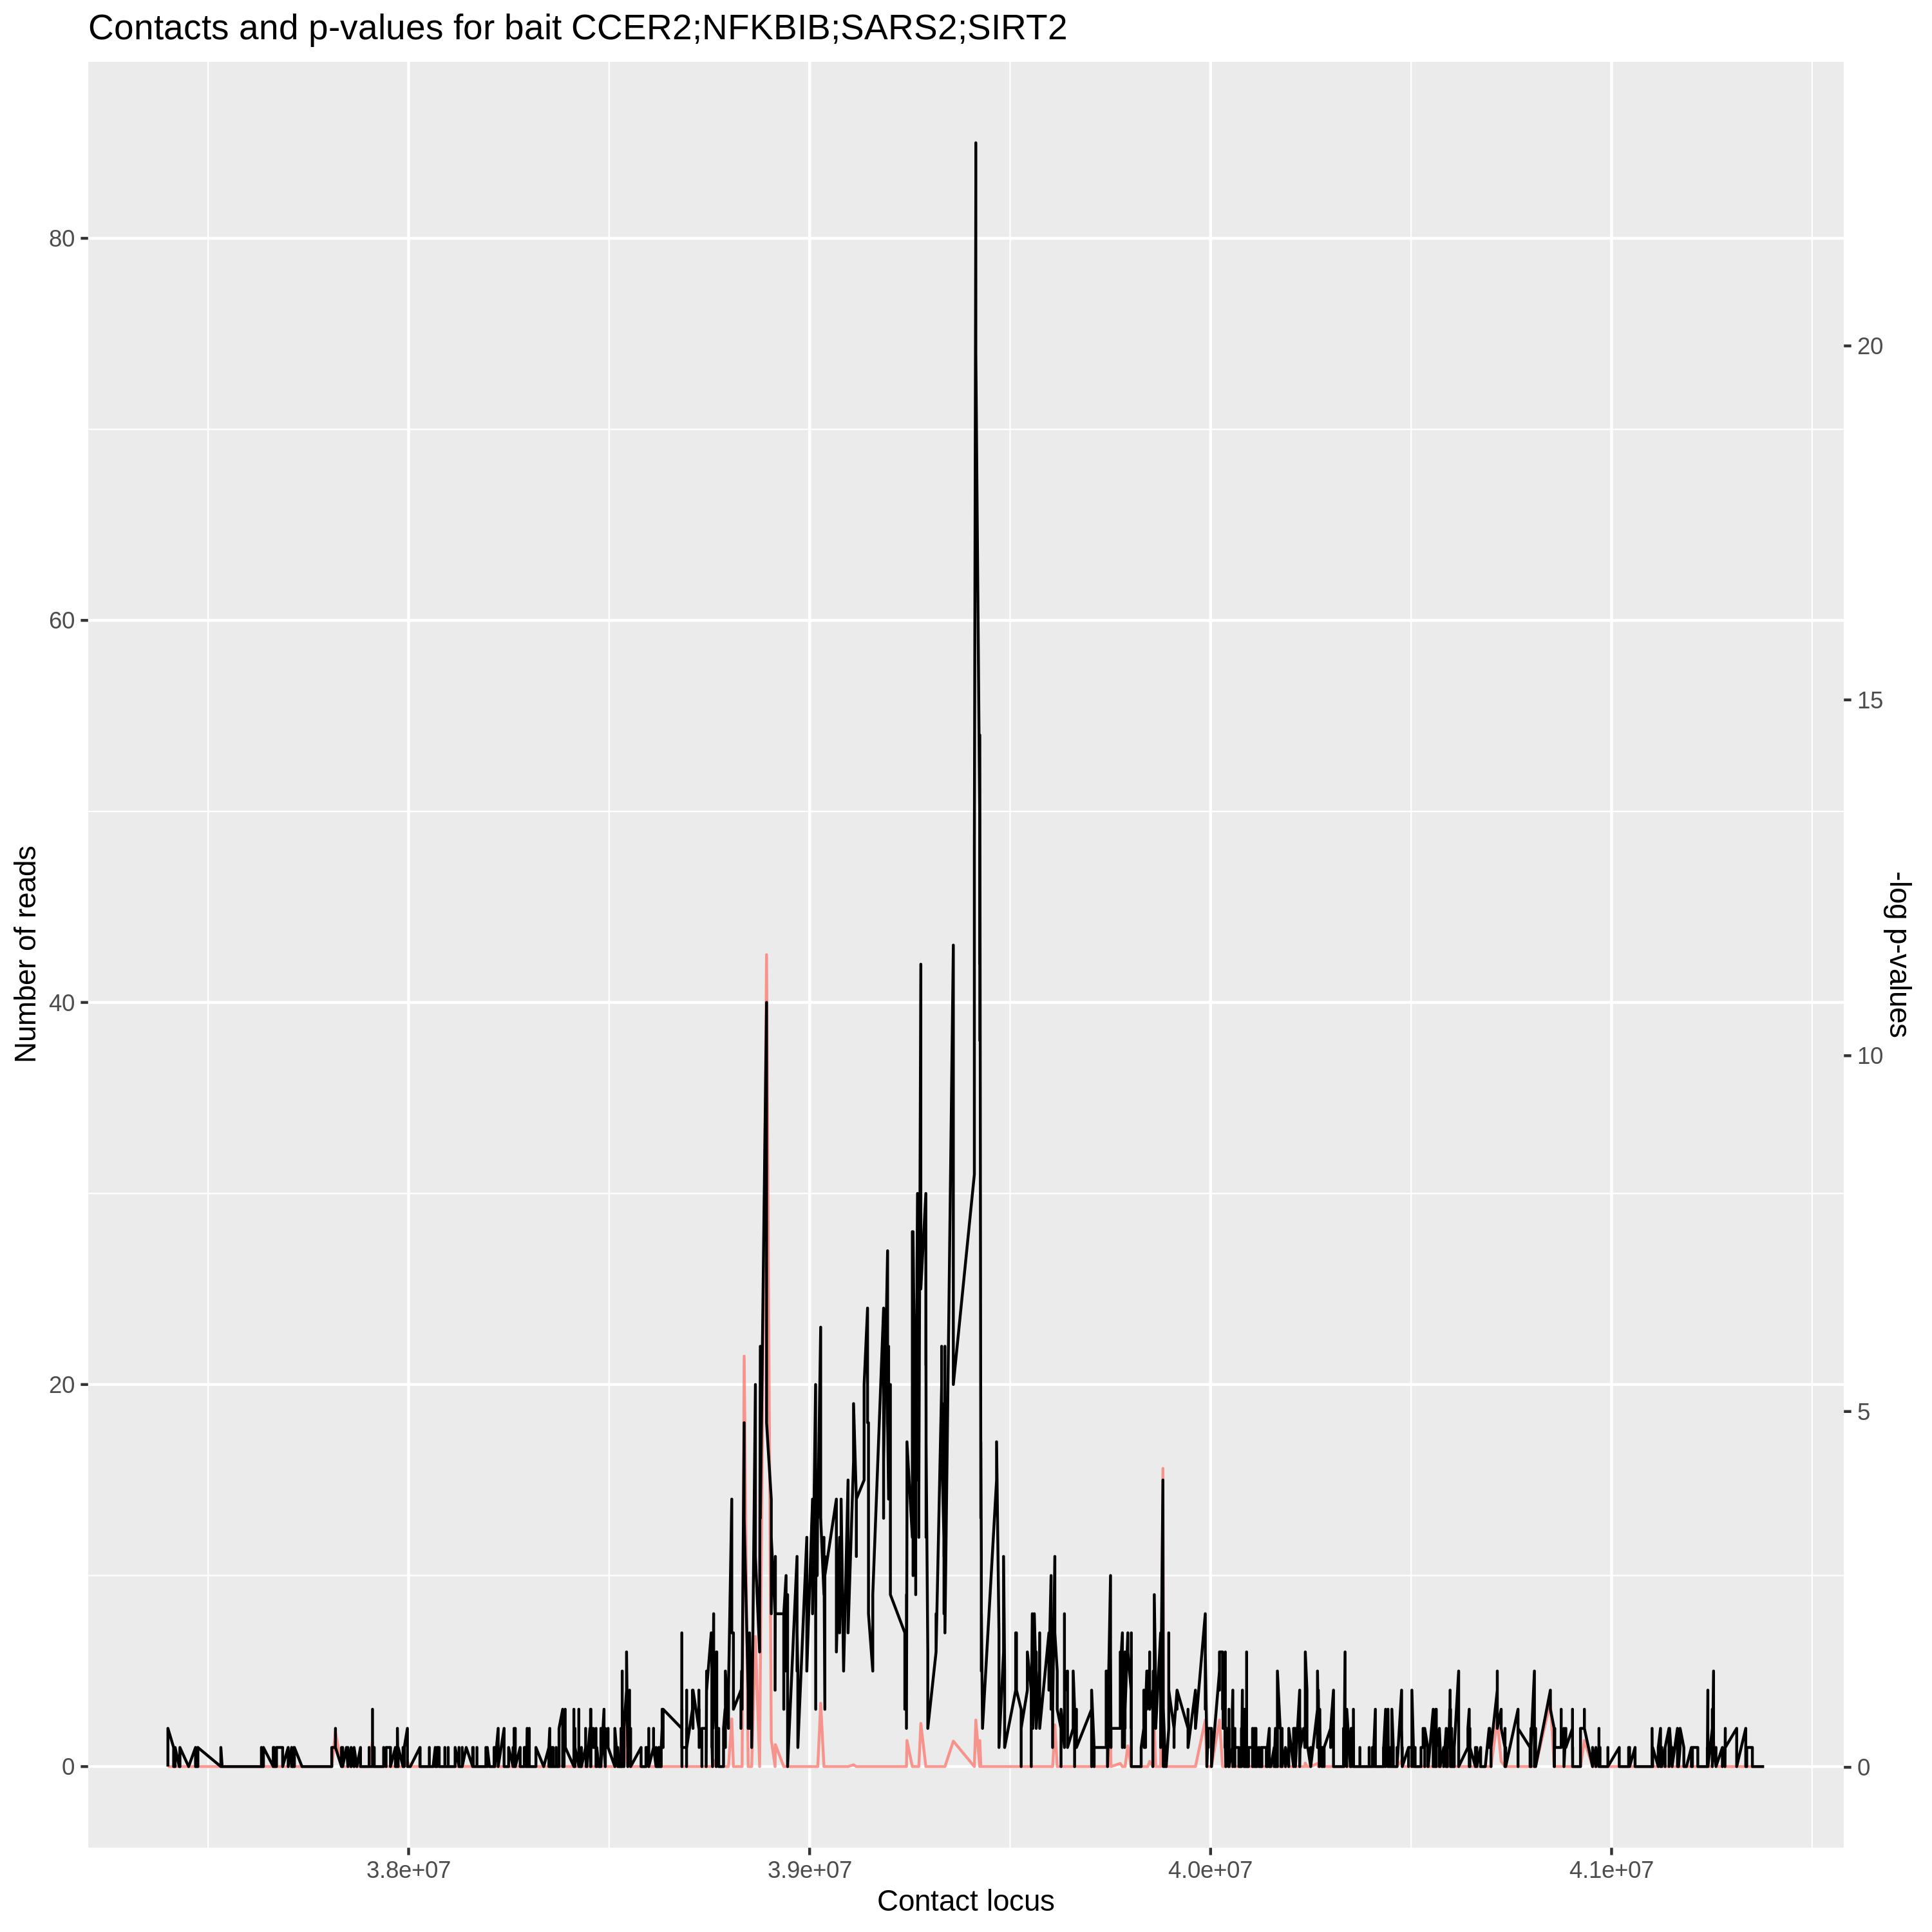 Contacts and p-values for bait CCER2;NFKBIB;SARS2;SIRT2
80
60
40
20
0
Number of reads
20
15
10
5
0
-log p-values
3.8e+07
3.9e+07
4.0e+07
4.1e+07
Contact locus